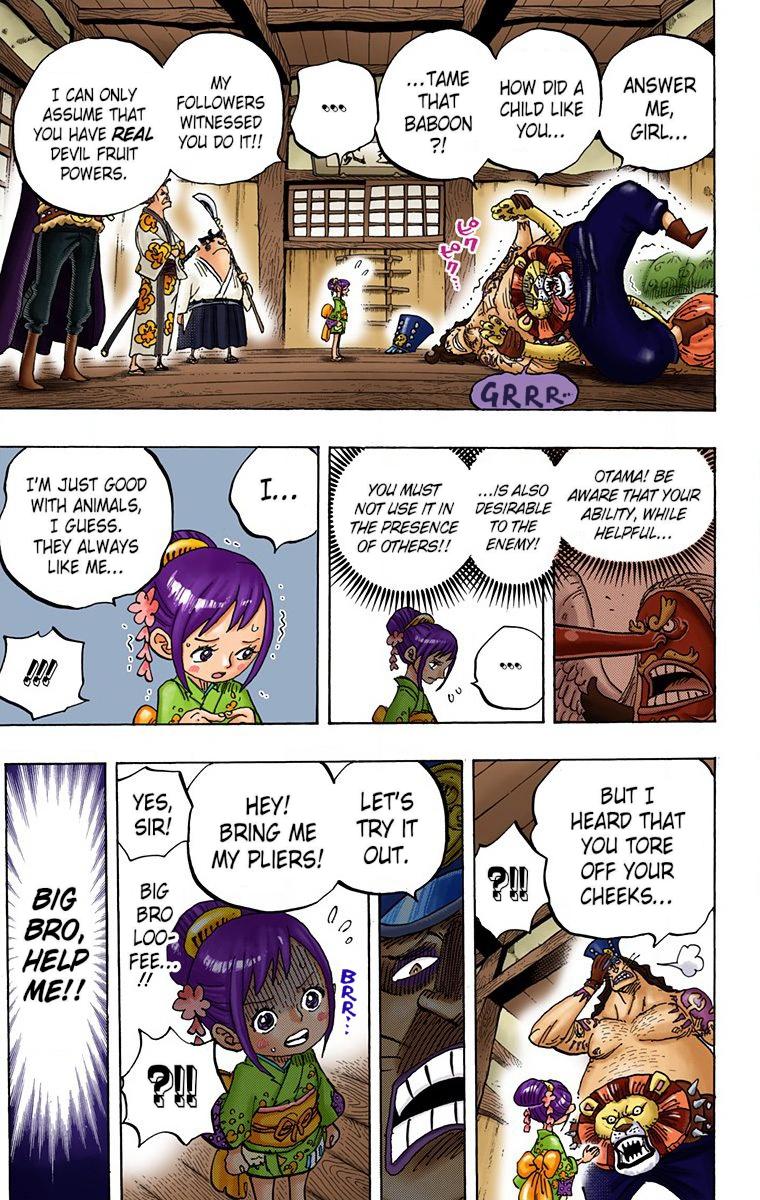 ANSWER
ME,
GIRL...
HOW DID A
CHILD LIKE
YOU...
...TAME
THAT
BABOON
?!
...
MY
FOLLOWERS
WITNESSED
YOU DO IT!!
I CAN ONLY
ASSUME THAT
YOU HAVE REAL
DEVIL FRUIT
POWERS.
ピク
ピク...
GRRR...
OTAMA! BE
AWARE THAT YOUR
ABILITY, WHILE
HELPFUL...
...IS ALSO
DESIRABLE
TO THE
ENEMY!
YOU MUST
NOT USE IT IN
THE PRESENCE
OF OTHERS!!
...
I...
I'M JUST GOOD
WITH ANIMALS,
I GUESS.
THEY ALWAYS
LIKE ME...
!!!
BUT I
HEARD THAT
YOU TORE
OFF YOUR
CHEEKS...
?!!
LET'S
TRY IT
OUT.
HEY!
BRING ME
MY PLIERS!
YES,
SIR!
BIG
BRO
LOO-
FEE...
!!
BRR...
?!!
BIG
BRO,
HELP
ME!!